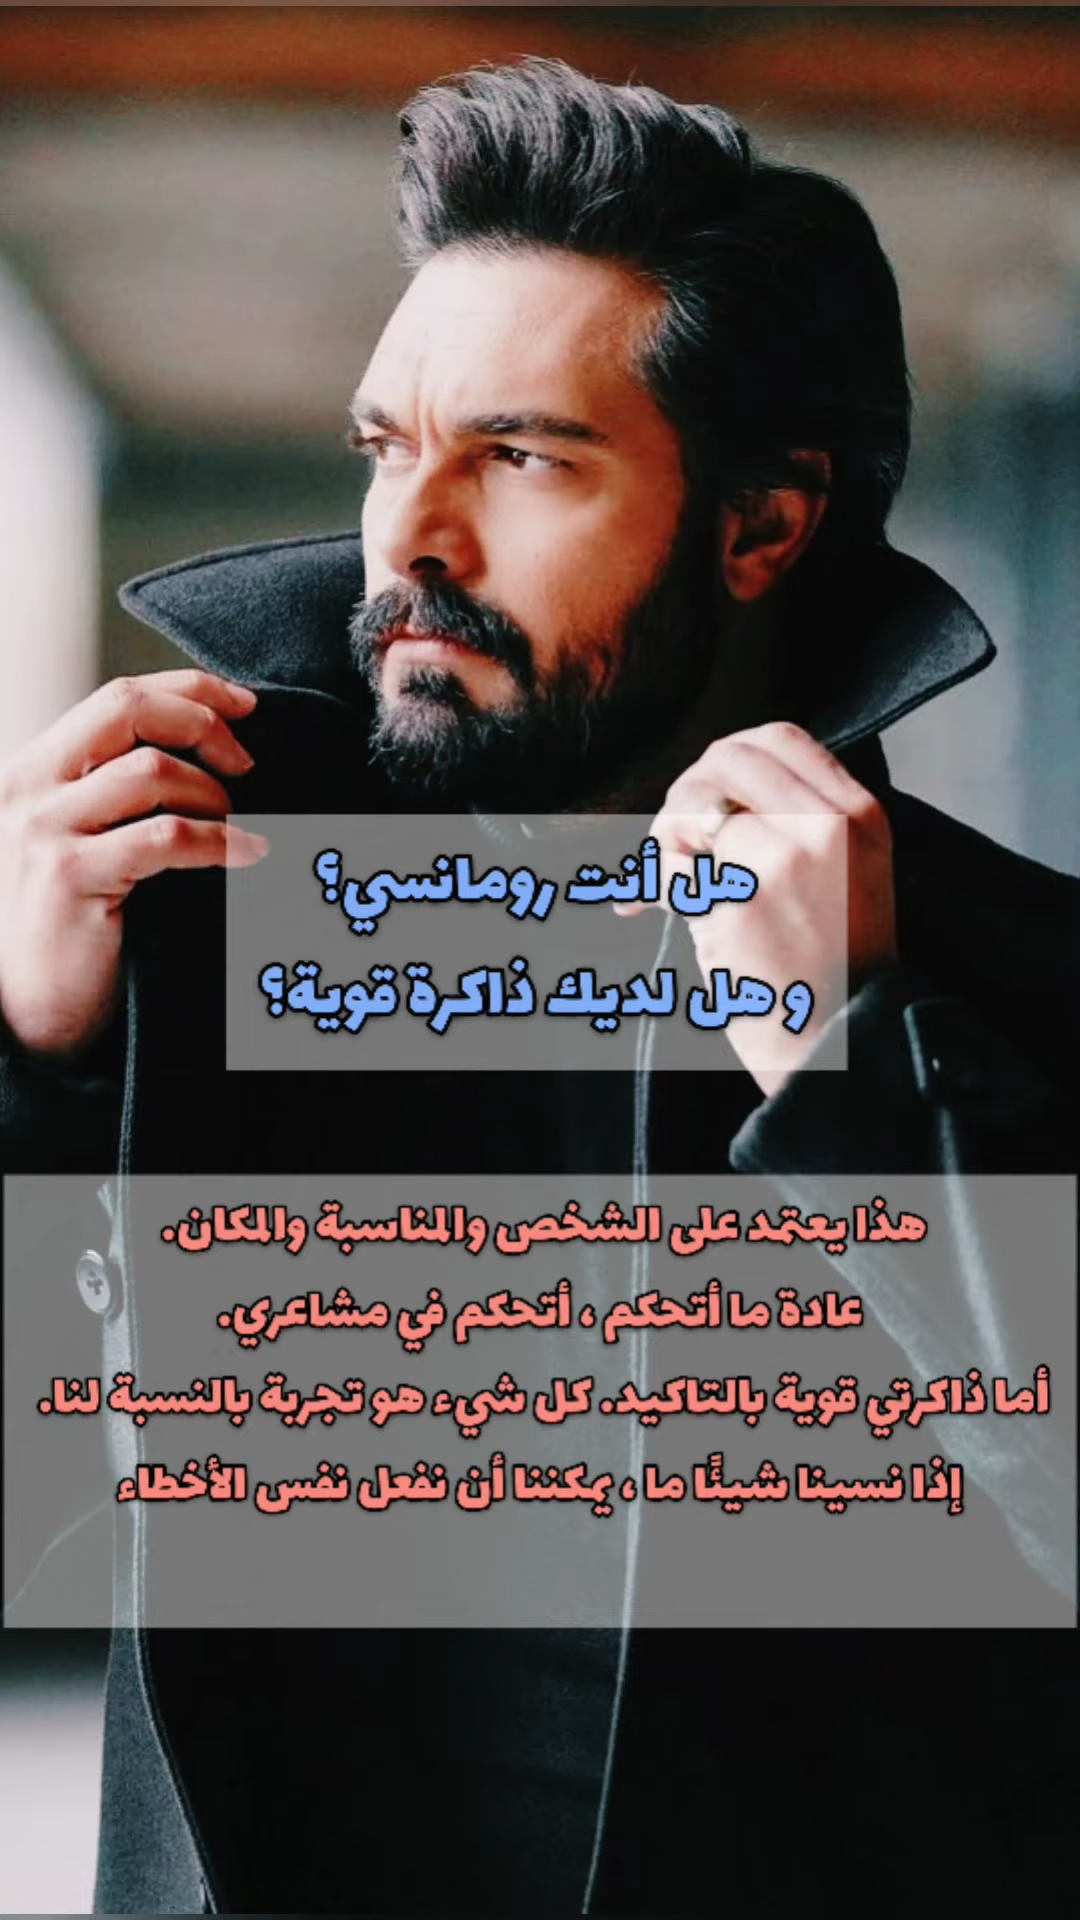 هل أنت رومانسي؟
و هل لديك ذاكرة قوية؟
هذا يعتمد على الشخص والمناسبة والمكان.
عادة ما أتحكم ، أتحكم في مشاعري.
أما ذاكرتي قوية بالتاكيد. كل شيء هو تجربة بالنسبة لنا.
إذا نسينا شيئًا ما ، يمكننا أن نفعل نفس الأخطاء